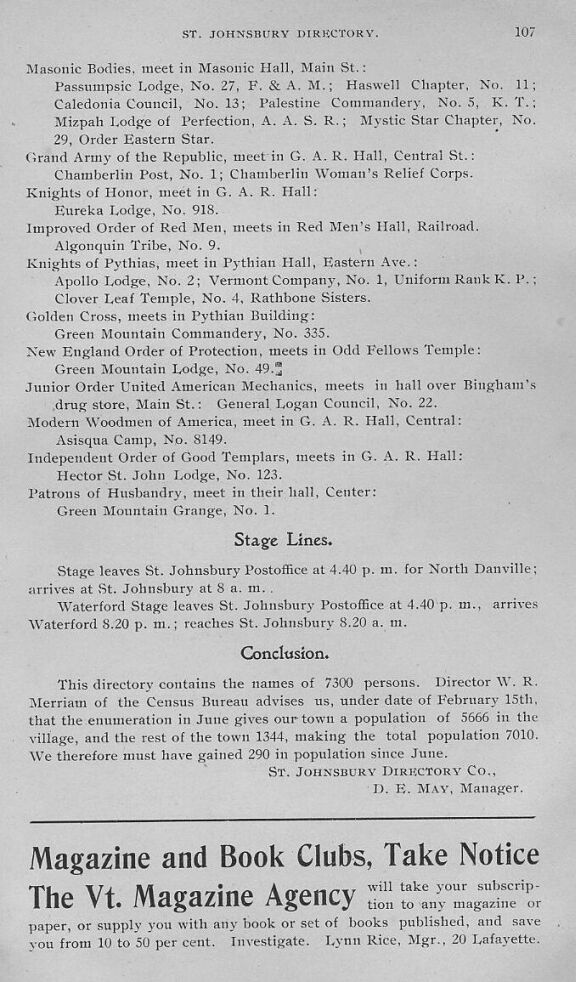 ST. JOHNSBURY DIRECTORY. 107
Masonic Bodies, meet in Masonic Hall, Main St.:
Passumpsic Lodge, No. 27, F. & A. M.; Haswell Chapter, No. 11;
Caledonia Council, No. 13; Palestine Commandery, No. 5, K. T.;
Mizpah Lodge of Perfection, A. A. S. R.; Mystic Star Chapter, No.
29, Order Eastern Star.
Grand Army of the Republic, meet in G. A. R. Hall, Central St.:
Chamberlin Post, No. 1; Chamberlin Woman's Relief Corps.
Knights of Honor, meet in G. A. R. Hall:
Eureka Lodge, No. 918.
Improved Order of Red Men, meets in Red Men's Hall, Railroad.
Algonquin Tribe, No. 9.
Knights of Pythias, meet in Pythian Hall, Eastern Ave.:
Apollo Lodge, No. 2; Vermont Company, No. 1, Uniform Rank K. P.;
Clover Leaf Temple, No. 4, Rathbone Sisters.
Golden Cross, meets in Pythian Building:
Green Mountain Commandery, No. 335.
New England Order of Protection, meets in Odd Fellows Temple:
Green Mountain Lodge, No. 49.
Junior Order United American Mechanics, meets in hall over Bingham's
drug store, Main St.: General Logan Council, No. 22.
Modern Woodmen of America, meet in G. A. R. Hall, Central:
Asisqua Camp, No. 8149.
Independent Order of Good Templars, meets in G. A. R. Hall:
Hector St. John Lodge, No. 123.
Patrons of Husbandry, meet in their hall, Center:
Green Mountain Grange, No. 1.
Stage Lines.
Stage leaves St. Johnsbury Postoffice at 4.40 p. m. for North Danville;
arrives at St. Johnsbury at 8 a. m. .
Waterford Stage leaves St. Johnsbury Postoffice at 4.40 p. m., arrives
Waterford 8.20 p. m.; reaches St. Johnsbury 8.20 a. m.
Conclusion.
This directory contains the names of 7300 persons. Director W. R.
Merriam of the Census Bureau advises us, under date of February 15th,
that the enumeration in June gives our town a population of 5666 in the
village, and the rest of the town 1344, making the total population 7010.
We therefore must have gained 290 in population since June.
ST. JOHNSBURY DIRECTORY CO.,
D. E. MAY, Manager.
Magazine and Book Clubs, Take Notice
The Vt. Magazine Agency will take your subscrip-
tion to any magazine or
paper, or supply you with any book or set of books published, and save
you from 10 to 50 per cent. Investigate. Lynn Rice, Mgr., 20 Lafayette.